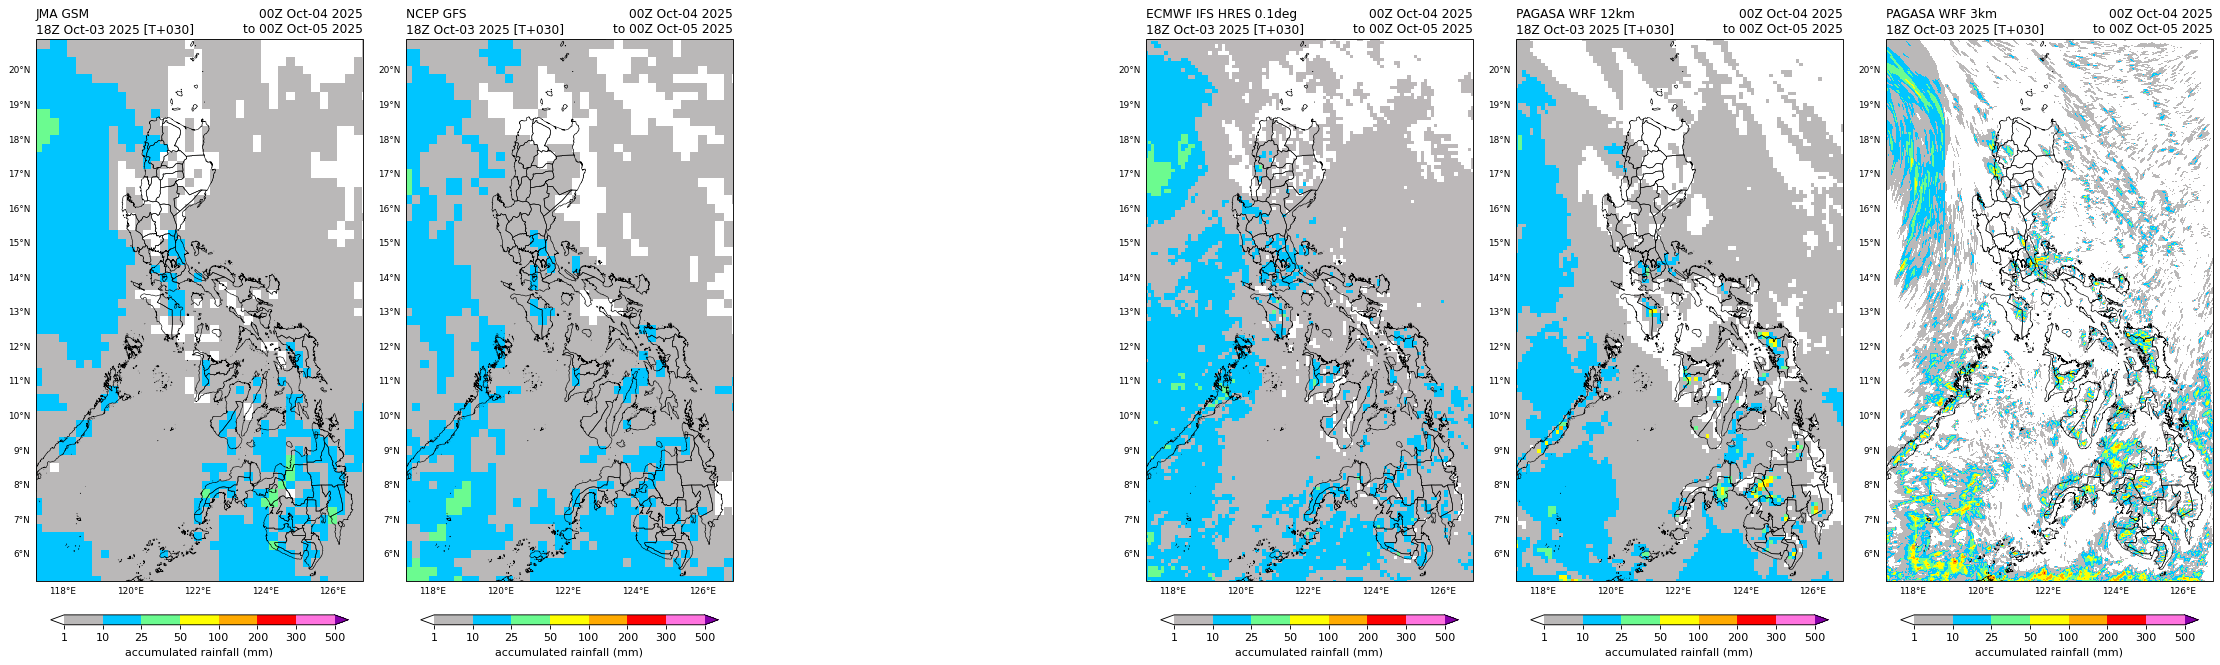 JMA GSM 00Z Oct-04 2025
18Z Oct-03 2025 [T+030] to 00Z Oct-05 2025
20°N
19°N
18°N
17°N
16°N
15°N
14°N
13°N
12°N
11°N
10°N
9°N
8°N
7°N
6°N
118°E 120°E 122°E 124°E 126°E
1 10 25 50 100 200 300 500
accumulated rainfall (mm)
NCEP GFS 00Z Oct-04 2025
18Z Oct-03 2025 [T+030] to 00Z Oct-05 2025
20°N
19°N
18°N
17°N
16°N
15°N
14°N
13°N
12°N
11°N
10°N
9°N
8°N
7°N
6°N
118°E 120°E 122°E 124°E 126°E
1 10 25 50 100 200 300 500
accumulated rainfall (mm)
ECMWF IFS HRES 0.1deg 00Z Oct-04 2025
18Z Oct-03 2025 [T+030] to 00Z Oct-05 2025
20°N
19°N
18°N
17°N
16°N
15°N
14°N
13°N
12°N
11°N
10°N
9°N
8°N
7°N
6°N
118°E 120°E 122°E 124°E 126°E
1 10 25 50 100 200 300 500
accumulated rainfall (mm)
PAGASA WRF 12km 00Z Oct-04 2025
18Z Oct-03 2025 [T+030] to 00Z Oct-05 2025
20°N
19°N
18°N
17°N
16°N
15°N
14°N
13°N
12°N
11°N
10°N
9°N
8°N
7°N
6°N
118°E 120°E 122°E 124°E 126°E
1 10 25 50 100 200 300 500
accumulated rainfall (mm)
PAGASA WRF 3km 00Z Oct-04 2025
18Z Oct-03 2025 [T+030] to 00Z Oct-05 2025
20°N
19°N
18°N
17°N
16°N
15°N
14°N
13°N
12°N
11°N
10°N
9°N
8°N
7°N
6°N
118°E 120°E 122°E 124°E 126°E
1 10 25 50 100 200 300 500
accumulated rainfall (mm)